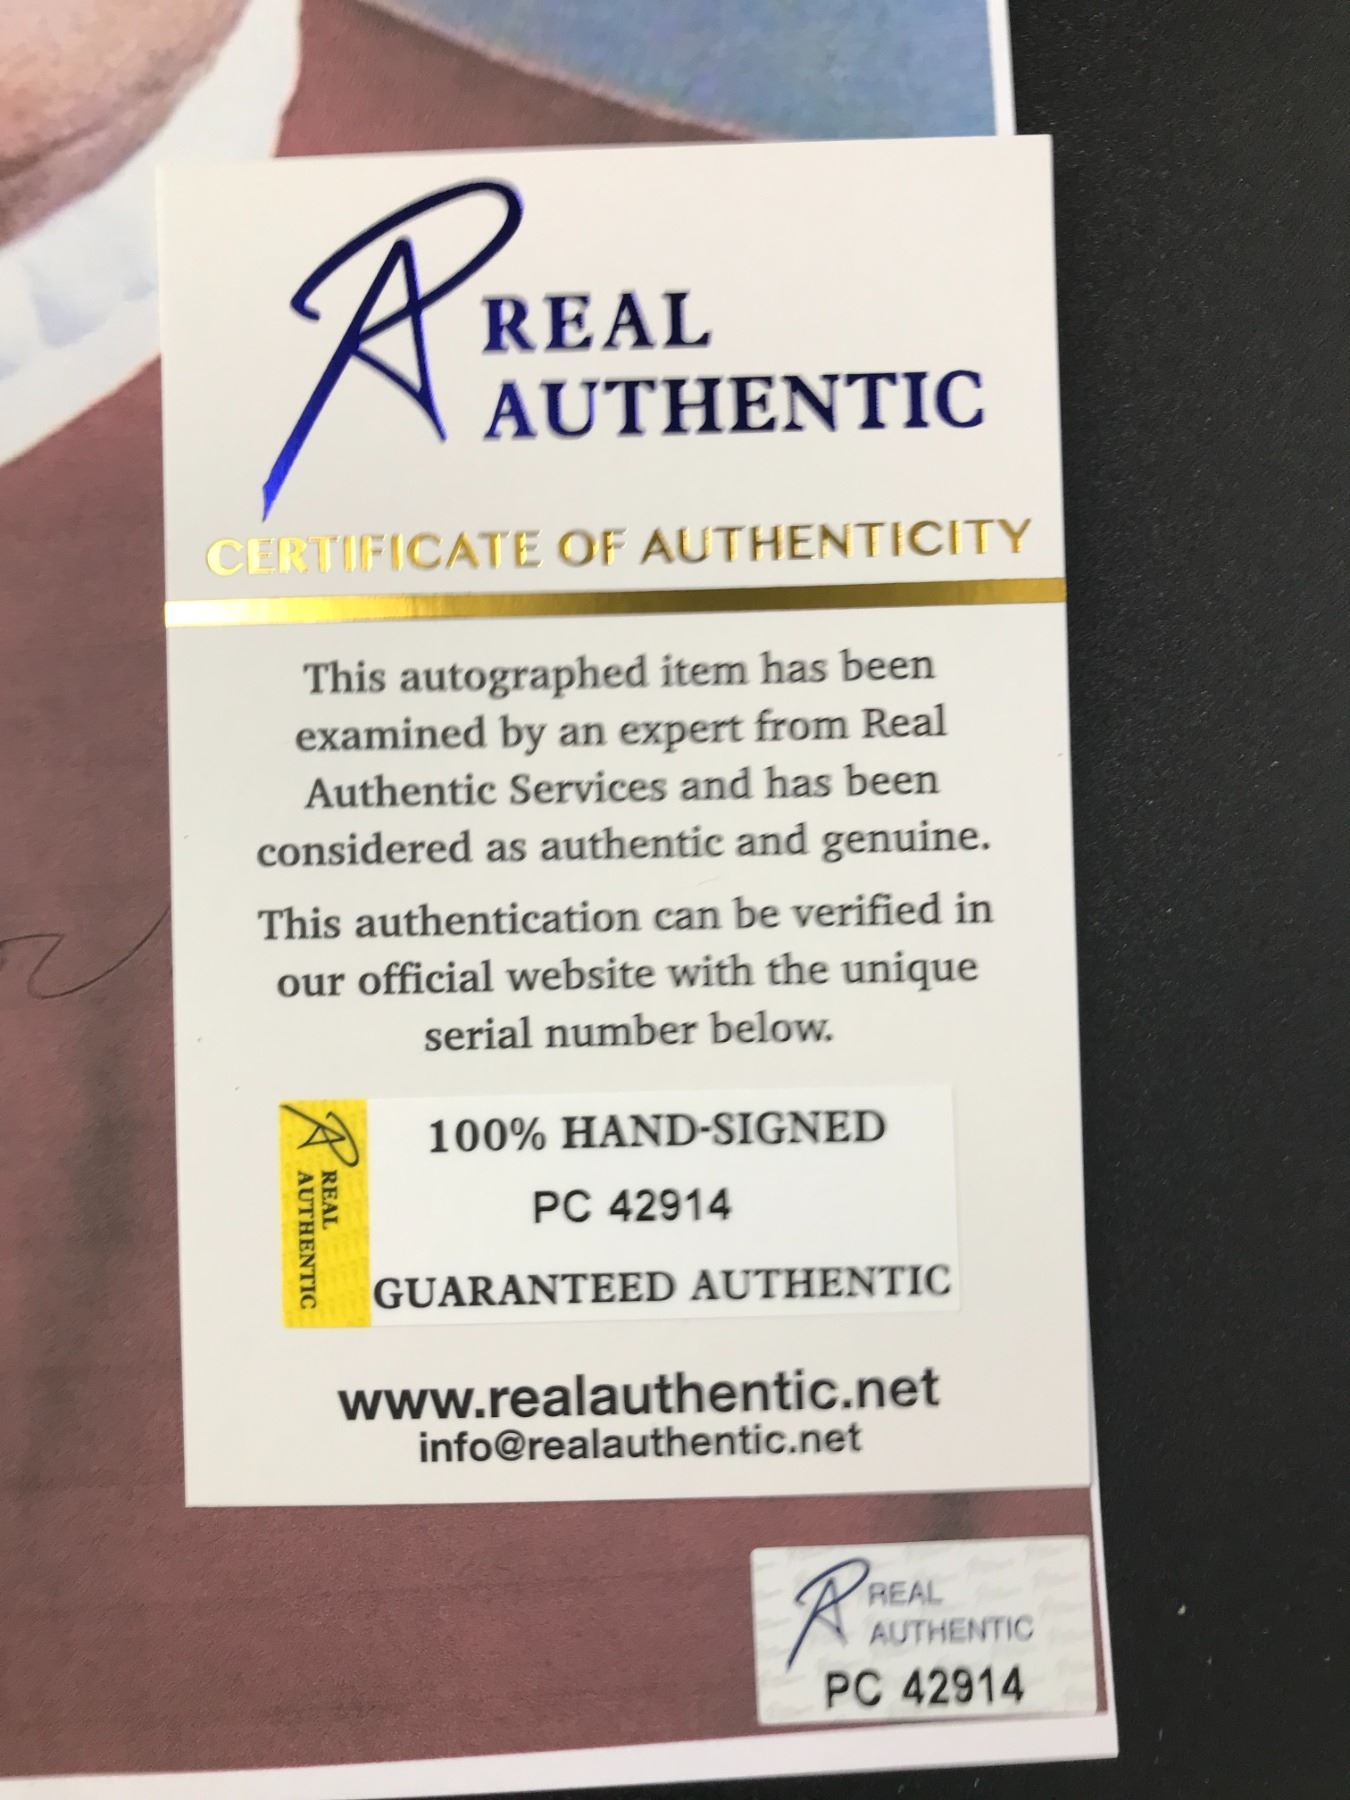 REAL
AUTHENTIC
CERTIFICATE OF AUTHENTICITY
This autographed item has been
examined by an expert from Real
Authentic Services and has been
considered as authentic and genuine.
This authentication can be verified in
our official website with the unique
serial number below.
REAL
AUTHENTIC
100% HAND-SIGNED
PC 42914
GUARANTEED AUTHENTIC
www.realauthentic.net
info@realauthentic.net
REAL
AUTHENTIC
PC 42914